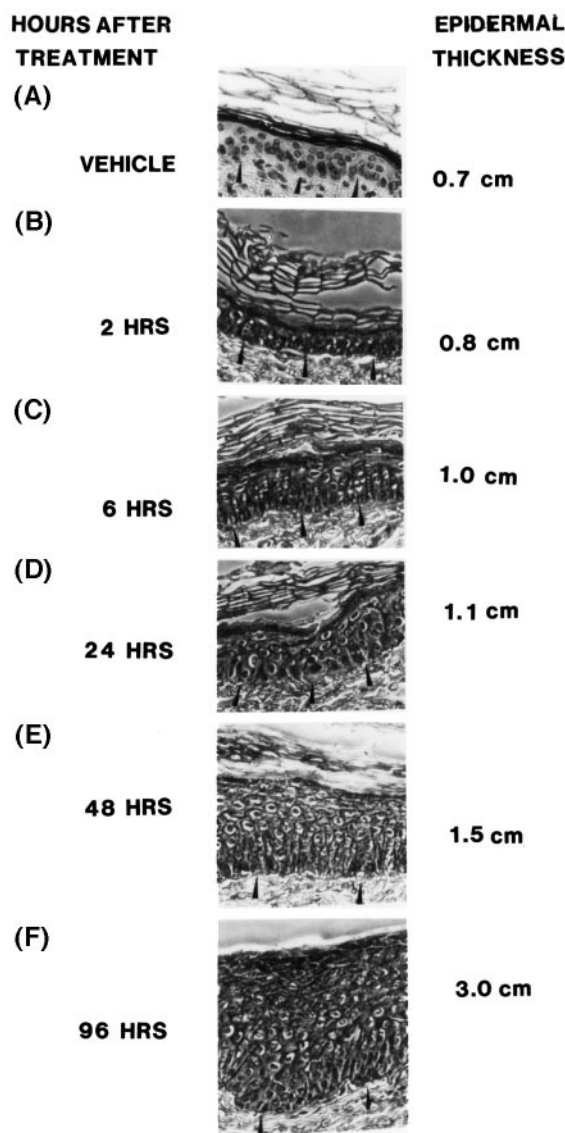 HOURS AFTER
TREATMENT
EPIDERMAL
THICKNESS
(A)
VEHICLE
0.7 cm
(B)
2 HRS
0.8 cm
(C)
6 HRS
1.0 cm
(D)
24 HRS
1.1 cm
(E)
48 HRS
1.5 cm
(F)
96 HRS
3.0 cm